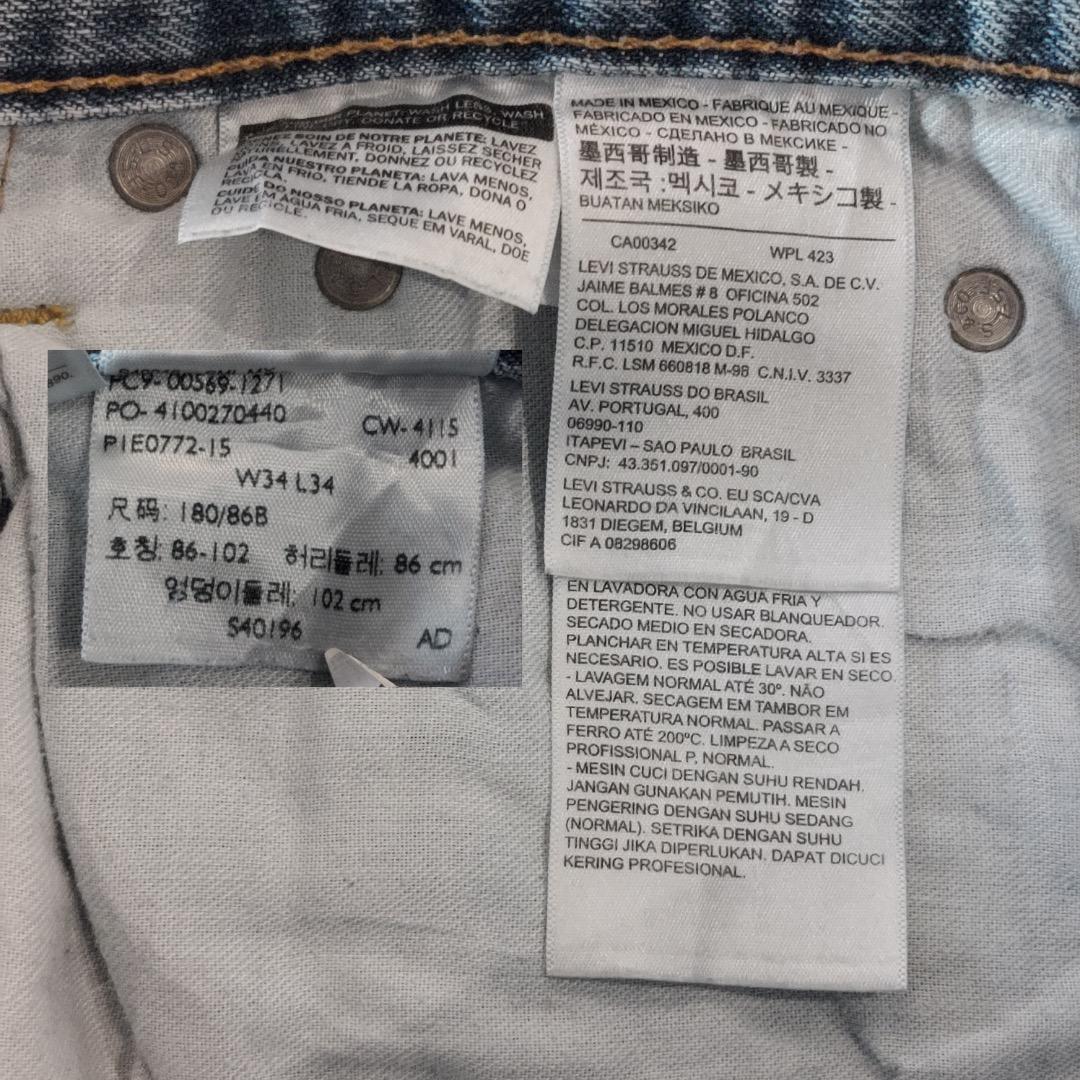 PLANET: WASH LESS, WASH
DONATE OR RECYCLE
SOIN DE NOTRE PLANETE: LAVEZ
LAVEZ A FROID, LAISSEZ SECHER
NATURELLEMENT, DONNEZ OU RECYCLEZ
CUIDA NUESTRO PLANETA: LAVA MENOS,
LAVA EN FRIO, TIENDE LA ROPA, DONA O
RECICLA.
CUIDE DO NOSSO PLANETA: LAVE MENOS,
LAVE EM AGUA FRIA, SEQUE EM VARAL, DOE
OU RECICLE.
MADE IN MEXICO - FABRIQUE AU MEXIQUE -
FABRICADO EN MEXICO - FABRICADO NO
MÉXICO - СДЕЛАНО В МЕКСИКЕ -
墨西哥制造 - 墨西哥製 -
제조국 :멕시코 - メキシコ製 -
BUATAN MEKSIKO
CA00342 WPL 423
LEVI STRAUSS DE MEXICO, S.A. DE C.V.
JAIME BALMES # 8 OFICINA 502
COL. LOS MORALES POLANCO
DELEGACION MIGUEL HIDALGO
C.P. 11510 MEXICO D.F.
R.F.C. LSM 660818 M-98 C.N.I.V. 3337
LEVI STRAUSS DO BRASIL
AV. PORTUGAL, 400
06990-110
ITAPEVI – SAO PAULO BRASIL
CNPJ: 43.351.097/0001-90
LEVI STRAUSS & CO. EU SCA/CVA
LEONARDO DA VINCILAAN, 19 - D
1831 DIEGEM, BELGIUM
CIF A 08298606
EN LAVADORA CON AGUA FRIA Y
DETERGENTE. NO USAR BLANQUEADOR.
SECADO MEDIO EN SECADORA.
PLANCHAR EN TEMPERATURA ALTA SI ES
NECESARIO. ES POSIBLE LAVAR EN SECO
- LAVAGEM NORMAL ATÉ 30º. NÃO
ALVEJAR. SECAGEM EM TAMBOR EM
TEMPERATURA NORMAL. PASSAR A
FERRO ATÉ 200ºC. LIMPEZA A SECO
PROFISSIONAL P, NORMAL.
- MESIN CUCI DENGAN SUHU RENDAH.
JANGAN GUNAKAN PEMUTIH. MESIN
PENGERING DENGAN SUHU SEDANG
(NORMAL). SETRIKA DENGAN SUHU
TINGGI JIKA DIPERLUKAN. DAPAT DICUCI
KERING PROFESIONAL.
890.
PC9-00569-1271
PO-4100270440 CW-4115
P1E0772-15 4001
W34 L34
尺码: 180/86B
호칭: 86-102 허리둘레: 86 cm
엉덩이둘레: 102 cm
S40196 AD